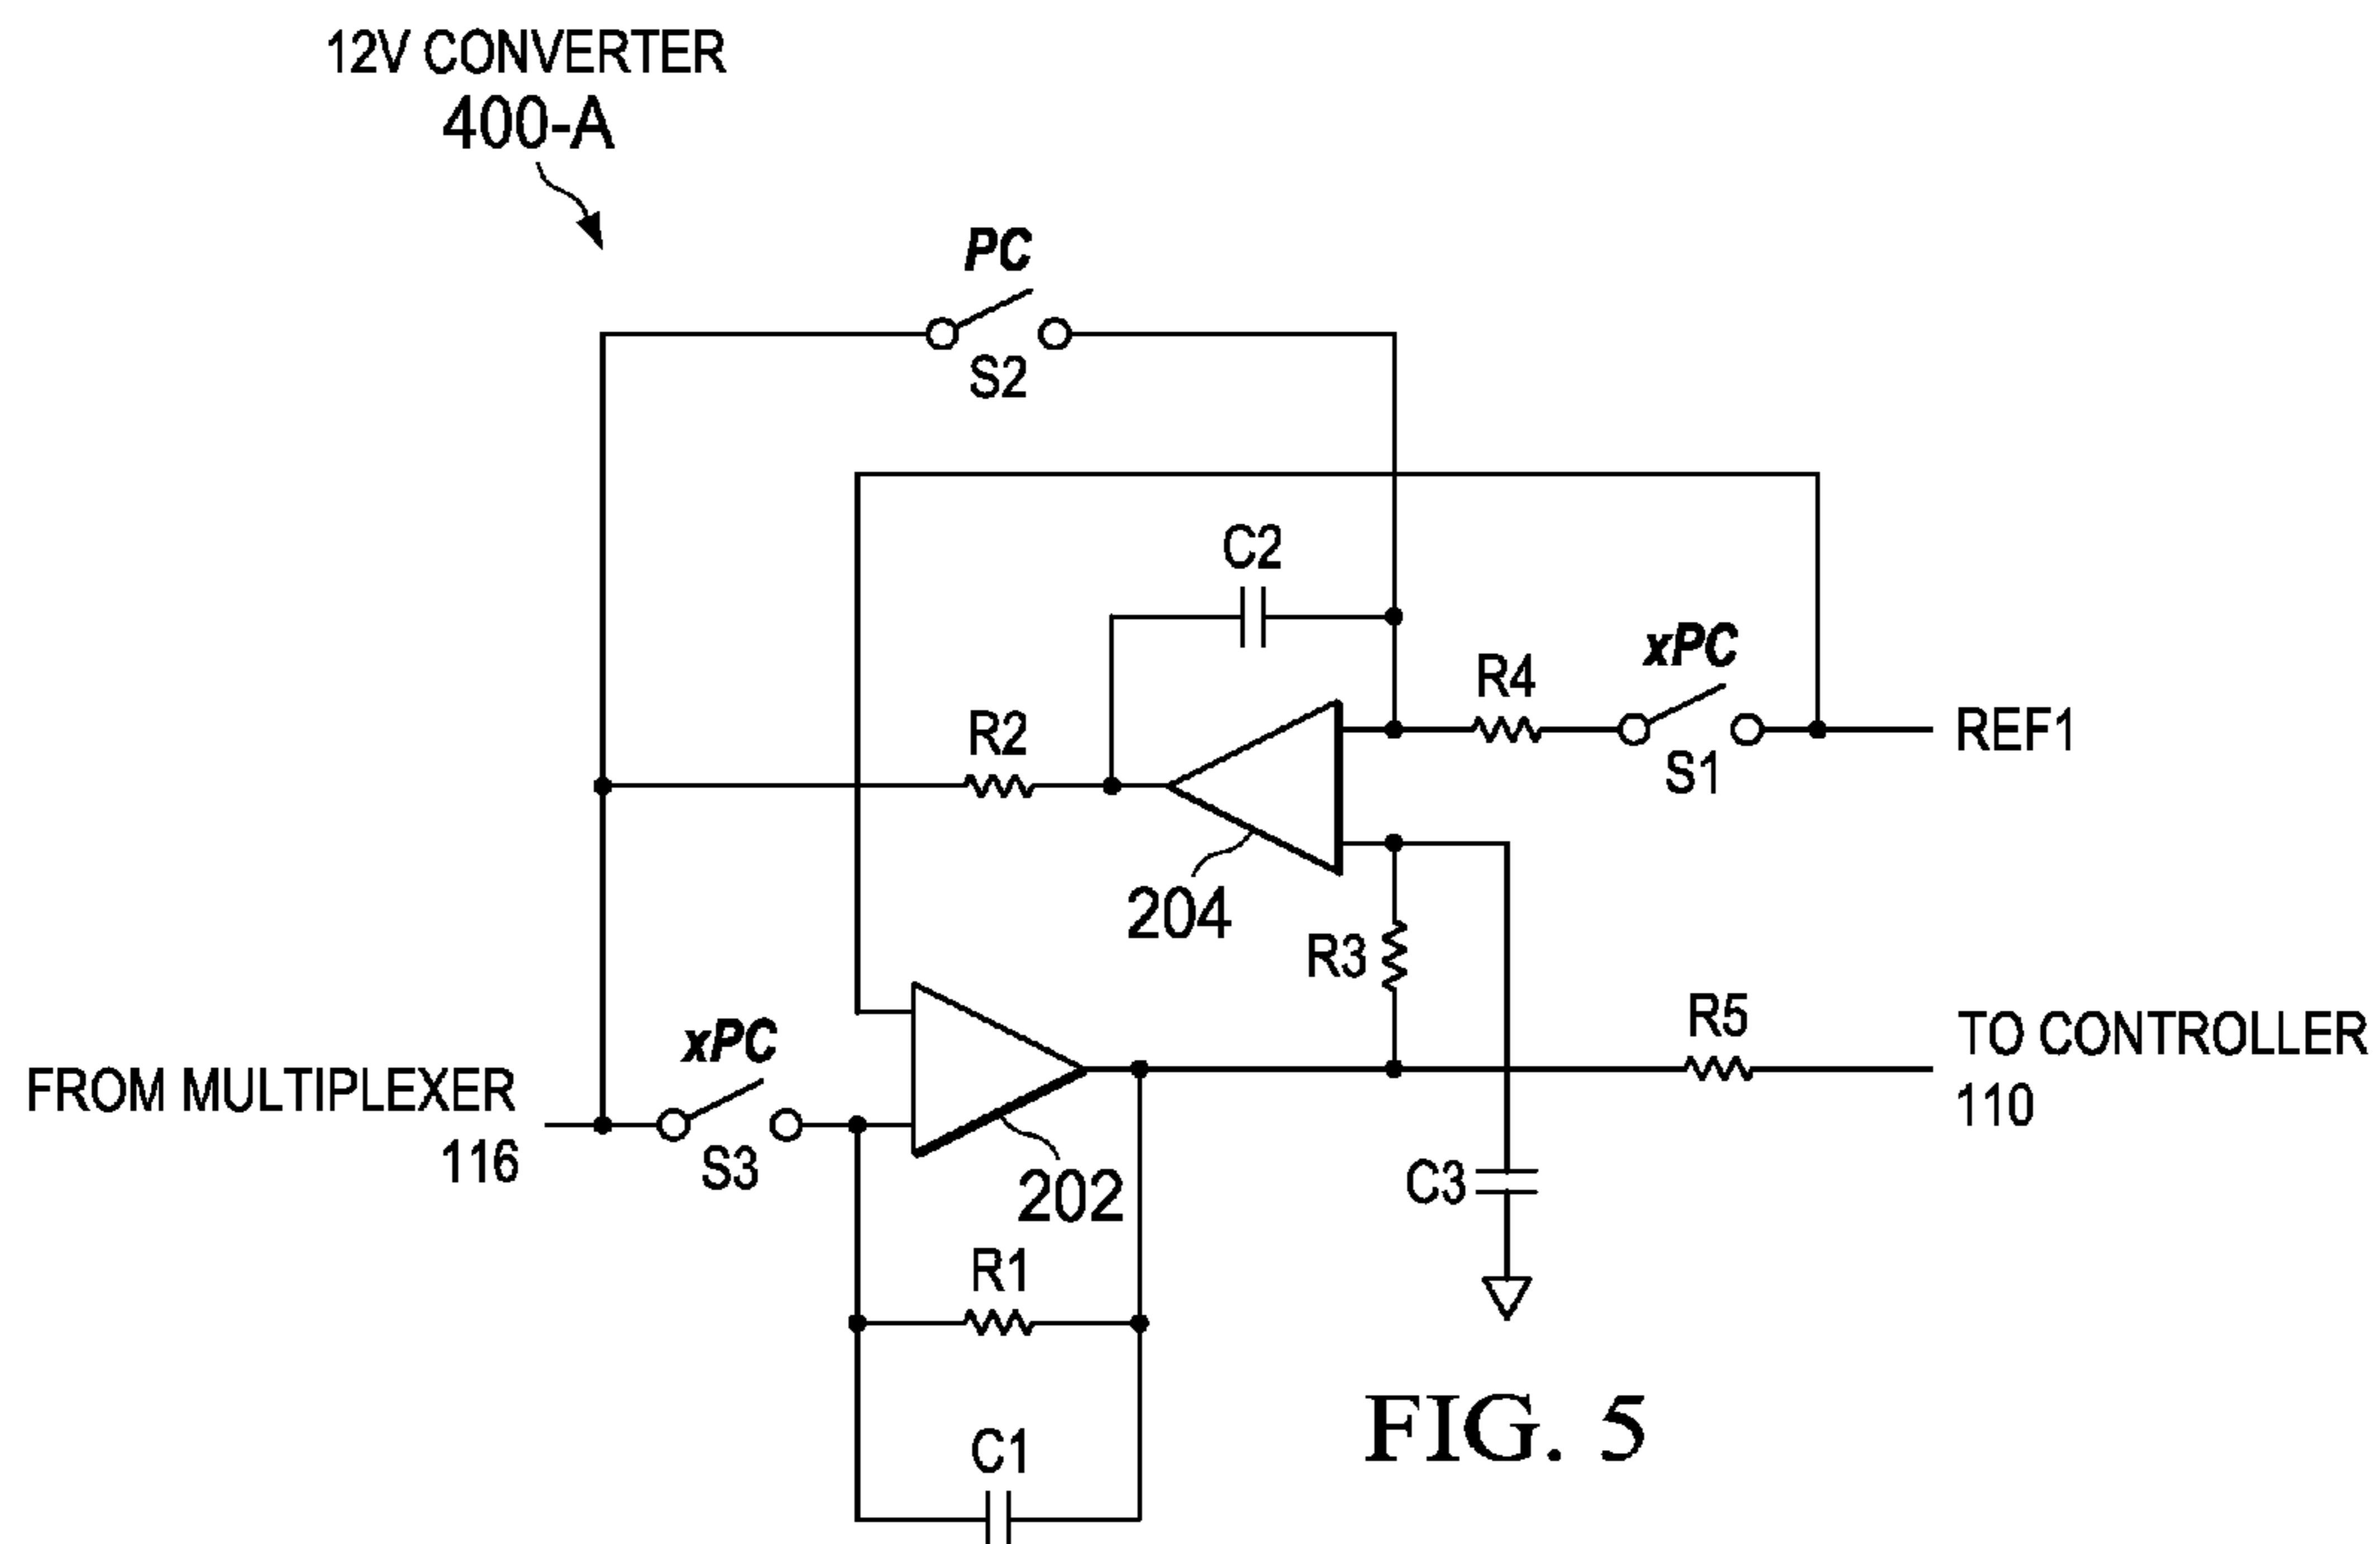 12V CONVERTER
400-A
PC
S2
C2
xPC
R4
R2
REF1
S1
204
R3
R5
xPC
TO CONTROLLER
FROM MULTIPLEXER
110
116
S3
202
C3
R1
C1
FIG. 5